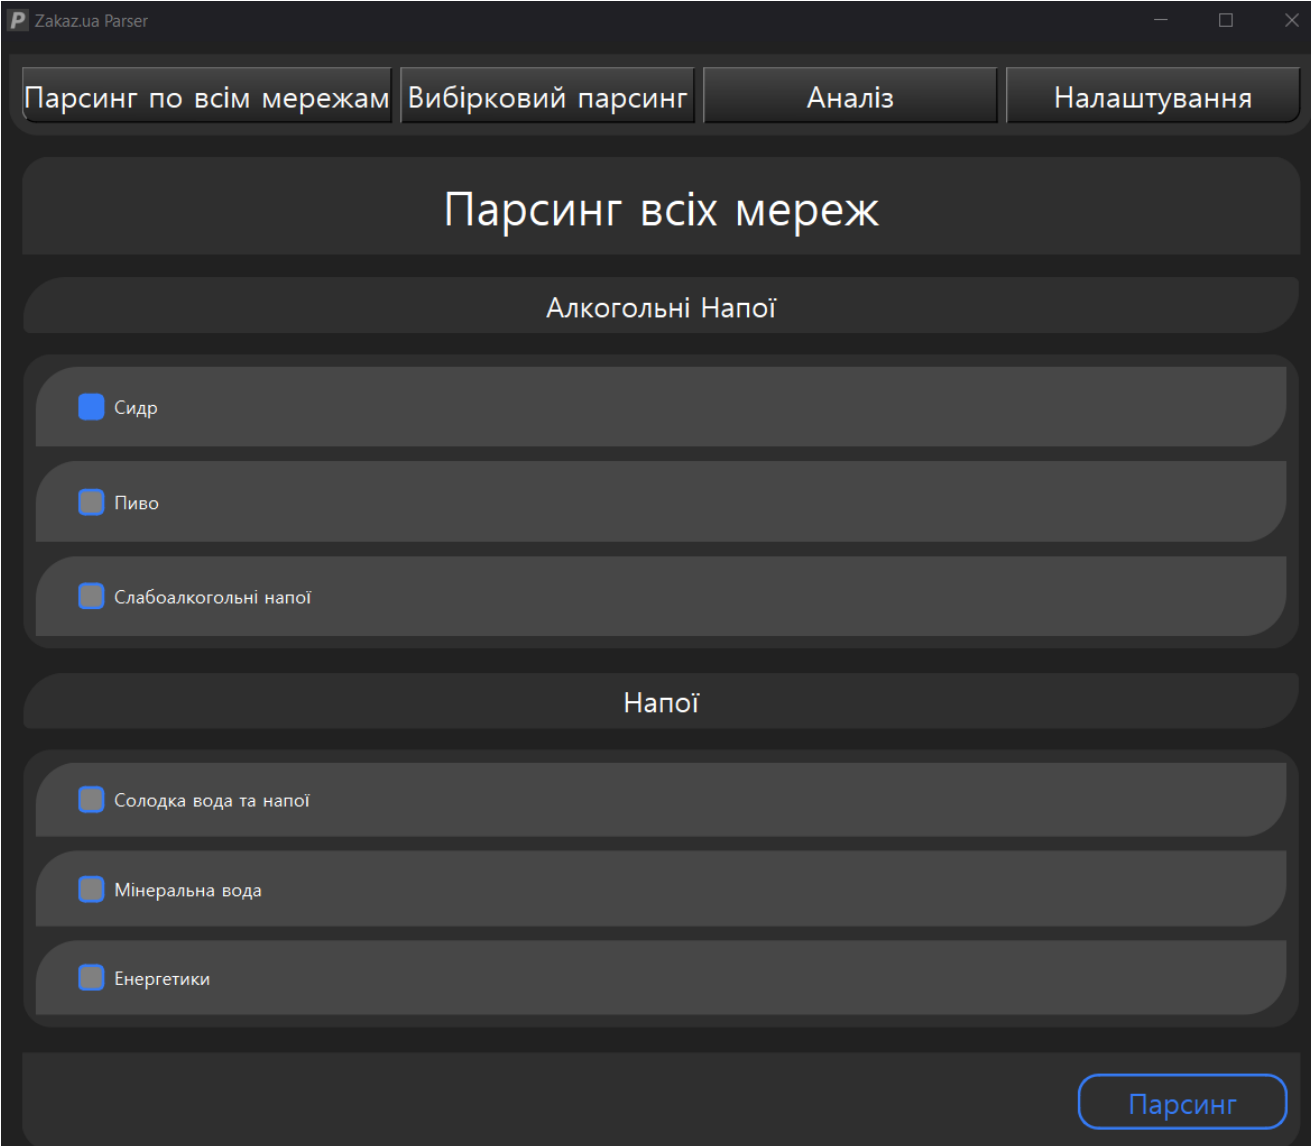 P Zakaz.ua Parser
Парсинг по всім мережам Вибірковий парсинг Аналіз Налаштування
Парсинг всіх мереж
Алкогольні Напої
Сидр
Пиво
Слабоалкогольні напої
Напої
Солодка вода та напої
Мінеральна вода
Енергетики
Парсинг